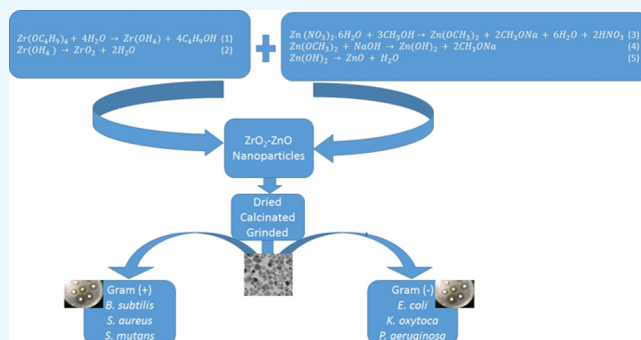 Zr(OC₄H₉)₄ + 4H₂O → Zr(OH₄) + 4C₄H₉OH (1)
Zr(OH₄) → ZrO₂ + 2H₂O (2)
+
Zn(NO₃)₂.6H₂O + 3CH₃OH → Zn(OCH₃)₂ + 2CH₃ONa + 6H₂O + 2HNO₃ (3)
Zn(OCH₃)₂ + NaOH → Zn(OH)₂ + 2CH₃ONa (4)
Zn(OH)₂ → ZnO + H₂O (5)
ZrO₂-ZnO
Nanoparticles
Dried
Calcinated
Grinded
Gram (+)
B. subtilis
S. aureus
S. mutans
Gram (-)
E. coli
K. oxytoca
P. aeruginosa